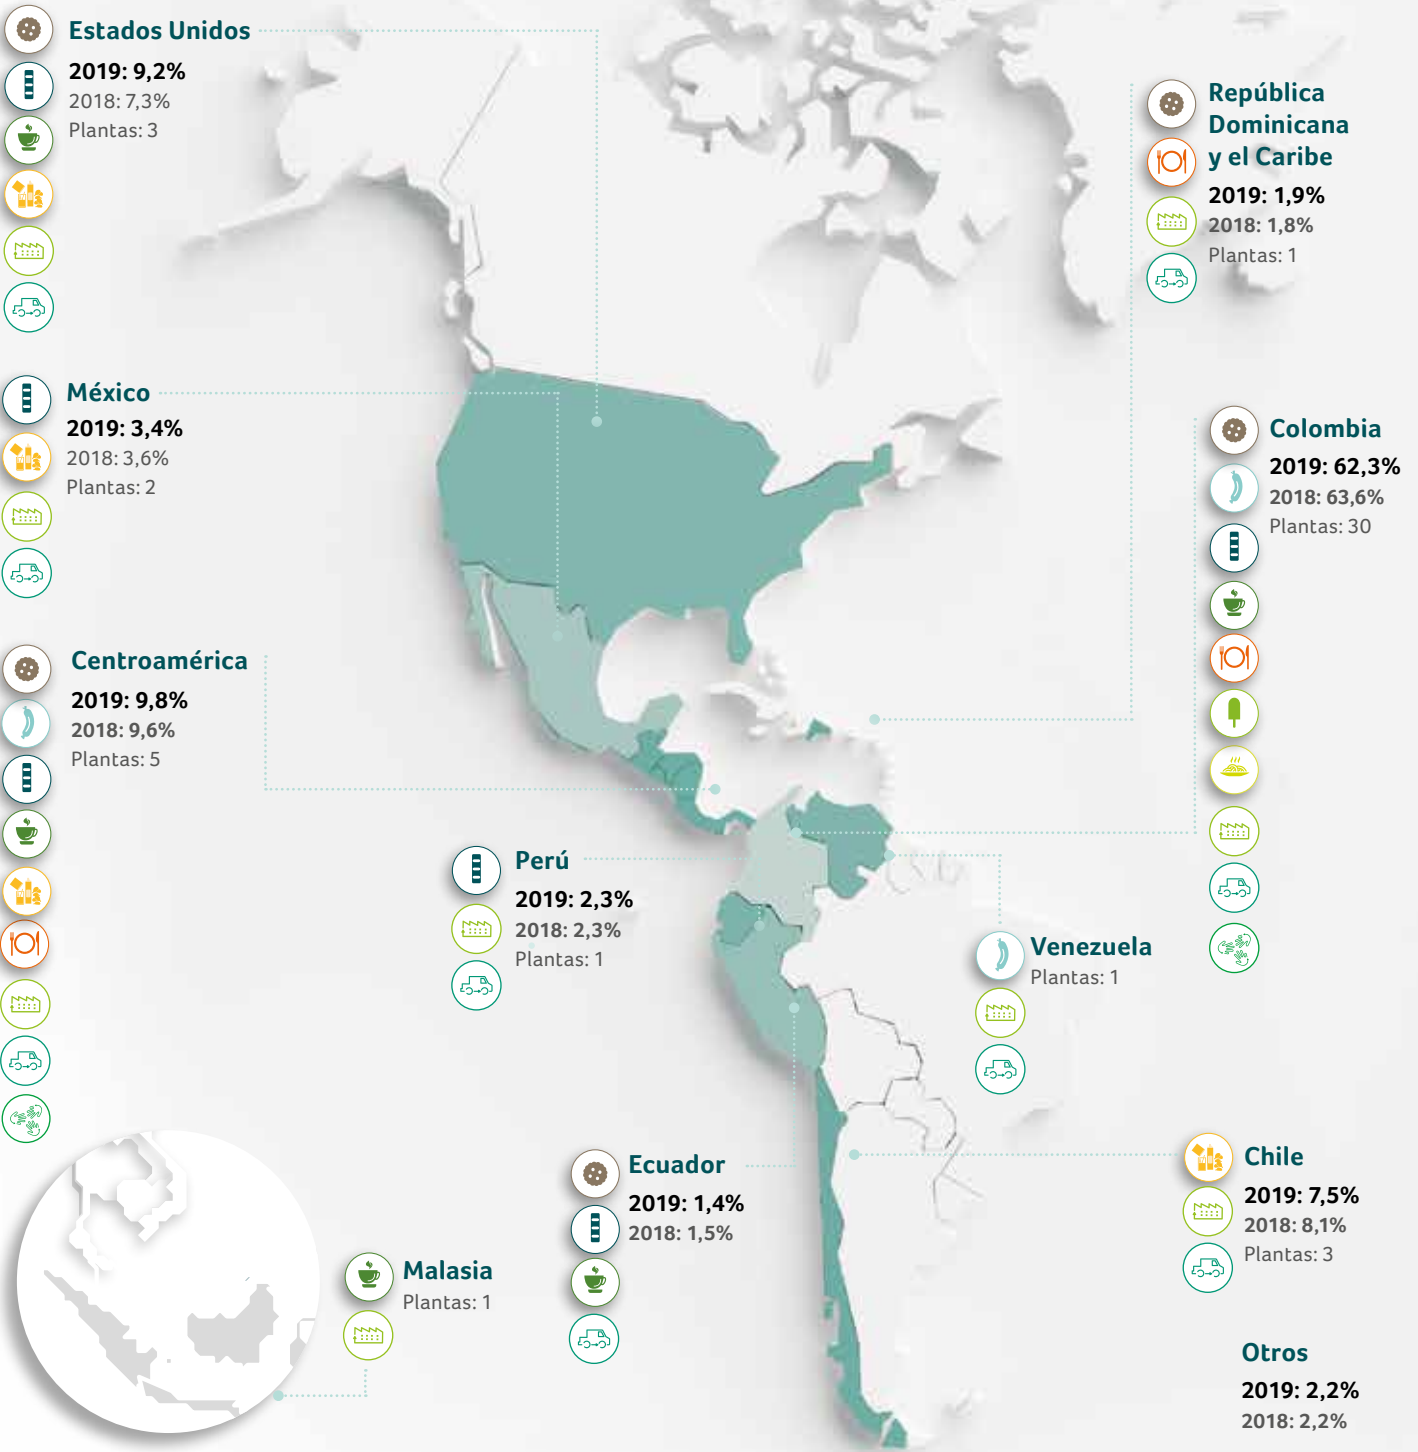 Estados Unidos
2019: 9,2%
2018: 7,3%
Plantas: 3
República
Dominicana
y el Caribe
2019: 1,9%
2018: 1,8%
Plantas: 1
México
2019: 3,4%
2018: 3,6%
Plantas: 2
Colombia
2019: 62,3%
2018: 63,6%
Plantas: 30
Centroamérica
2019: 9,8%
2018: 9,6%
Plantas: 5
Perú
2019: 2,3%
2018: 2,3%
Plantas: 1
Venezuela
Plantas: 1
Ecuador
2019: 1,4%
2018: 1,5%
Chile
2019: 7,5%
2018: 8,1%
Plantas: 3
Malasia
Plantas: 1
Otros
2019: 2,2%
2018: 2,2%